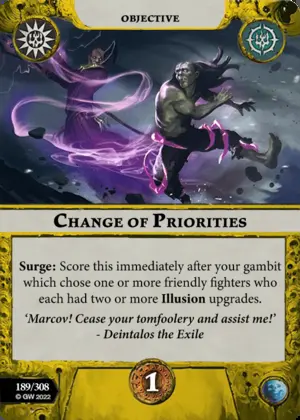 OBJECTIVE
CHANGE OF PRIORITIES
Surge: Score this immediately after your gambit
which chose one or more friendly fighters who
each had two or more Illusion upgrades.
‘Marcov! Cease your tomfoolery and assist me!’
- Deintalos the Exile
189/308
© GW 2022
1